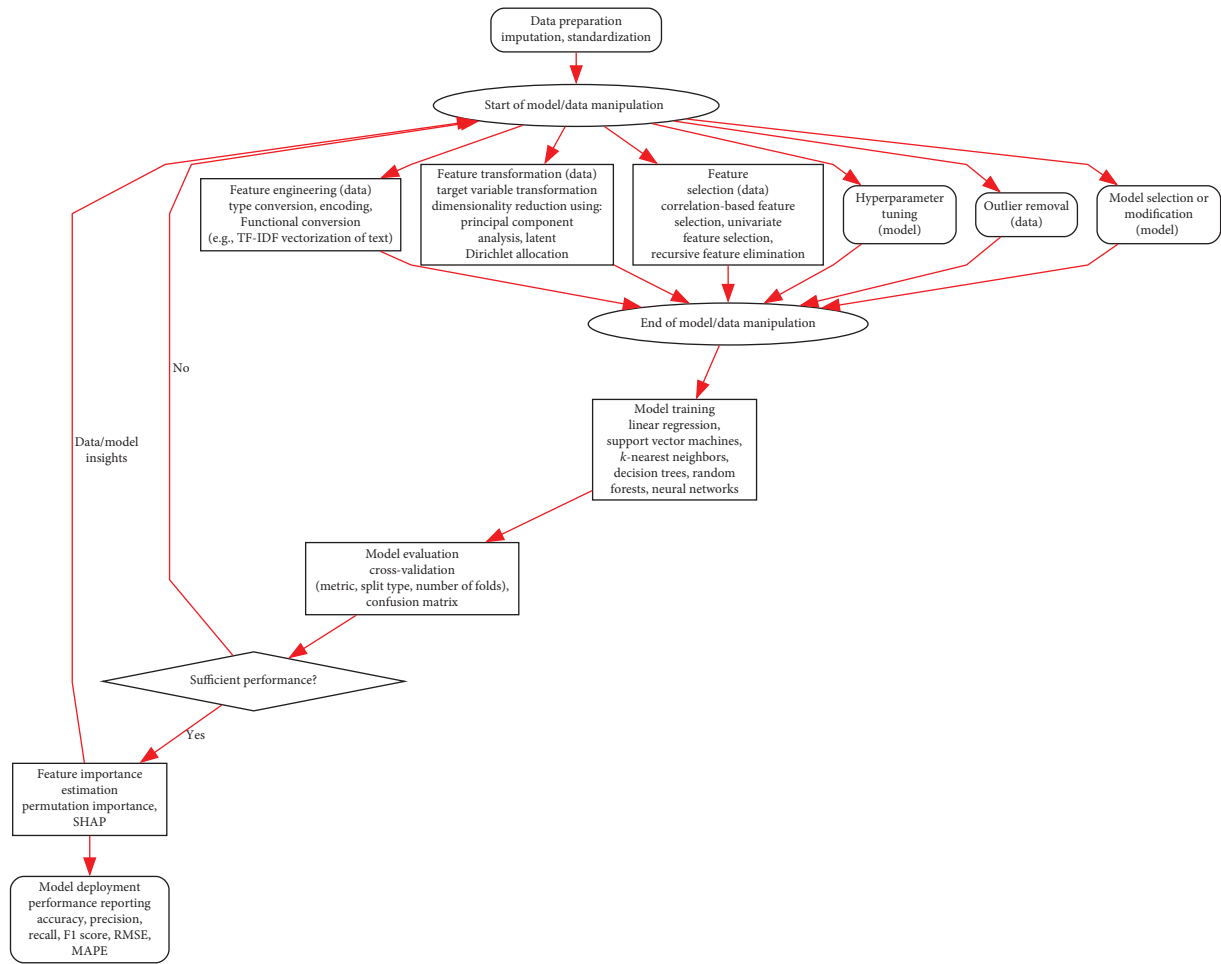 Data preparation
imputation, standardization
Start of model/data manipulation
Feature engineering (data)
type conversion, encoding,
Functional conversion
(e.g., TF-IDF vectorization of text)
Feature transformation (data)
target variable transformation
dimensionality reduction using:
principal component
analysis, latent
Dirichlet allocation
Feature
selection (data)
correlation-based feature
selection, univariate
feature selection,
recursive feature elimination
Hyperparameter
tuning
(model)
Outlier removal
(data)
Model selection or
modification
(model)
End of model/data manipulation
No
Data/model
insights
Model training
linear regression,
support vector machines,
k-nearest neighbors,
decision trees, random
forests, neural networks
Model evaluation
cross-validation
(metric, split type, number of folds),
confusion matrix
Sufficient performance?
Yes
Feature importance
estimation
permutation importance,
SHAP
Model deployment
performance reporting
accuracy, precision,
recall, F1 score, RMSE,
MAPE